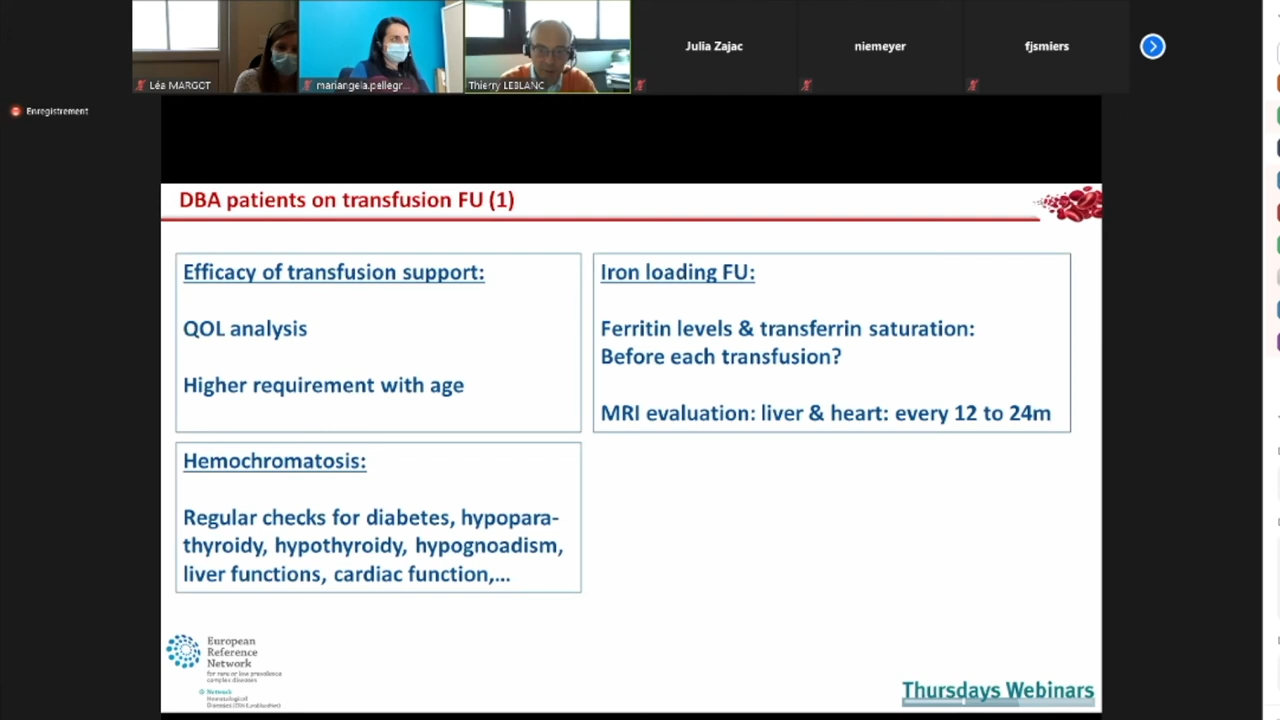 Léa MARGOT
mariangela.pellegr...
Thierry LEBLANC
Julia Zajac
niemeyer
fjsmiers
Enregistrement
DBA patients on transfusion FU (1)
Efficacy of transfusion support:
QOL analysis
Higher requirement with age
Iron loading FU:
Ferritin levels & transferrin saturation:
Before each transfusion?
MRI evaluation: liver & heart: every 12 to 24m
Hemochromatosis:
Regular checks for diabetes, hypopara-
thyroidy, hypothyroidy, hypognoadism,
liver functions, cardiac function,...
European
Reference
Network
for rare or low prevalence
complex diseases
Network
Hematological
Diseases (ERN EuroBloodNet)
Thursdays Webinars